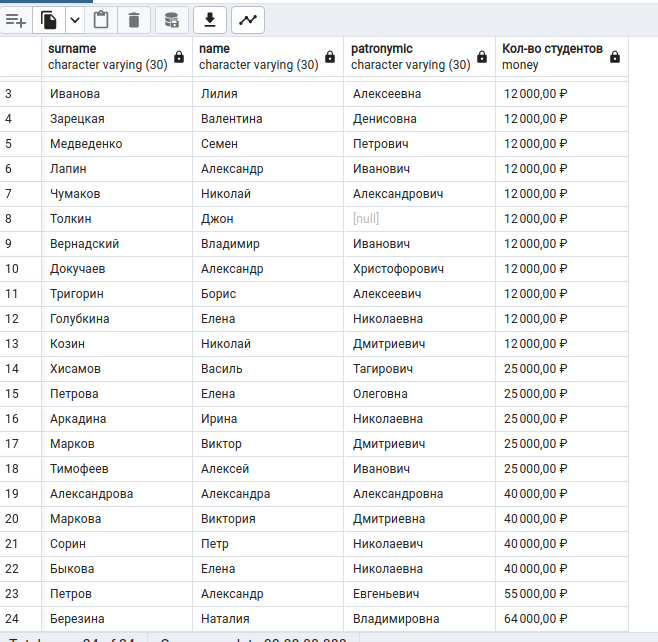 surname name patronymic Кол-во студентов
character varying (30) character varying (30) character varying (30) money
3 Иванова Лилия Алексеевна 12 000,00 ₽
4 Зарецкая Валентина Денисовна 12 000,00 ₽
5 Медведенко Семен Петрович 12 000,00 ₽
6 Лапин Александр Иванович 12 000,00 ₽
7 Чумаков Николай Александрович 12 000,00 ₽
8 Толкин Джон [null] 12 000,00 ₽
9 Вернадский Владимир Иванович 12 000,00 ₽
10 Докучаев Александр Христофорович 12 000,00 ₽
11 Тригорин Борис Алексеевич 12 000,00 ₽
12 Голубкина Елена Николаевна 12 000,00 ₽
13 Козин Николай Дмитриевич 12 000,00 ₽
14 Хисамов Василь Тагирович 25 000,00 ₽
15 Петрова Елена Олеговна 25 000,00 ₽
16 Аркадина Ирина Николаевна 25 000,00 ₽
17 Марков Виктор Дмитриевич 25 000,00 ₽
18 Тимофеев Алексей Иванович 25 000,00 ₽
19 Александрова Александра Александровна 40 000,00 ₽
20 Маркова Виктория Дмитриевна 40 000,00 ₽
21 Сорин Петр Николаевич 40 000,00 ₽
22 Быкова Елена Николаевна 40 000,00 ₽
23 Петров Александр Евгеньевич 55 000,00 ₽
24 Березина Наталия Владимировна 64 000,00 ₽